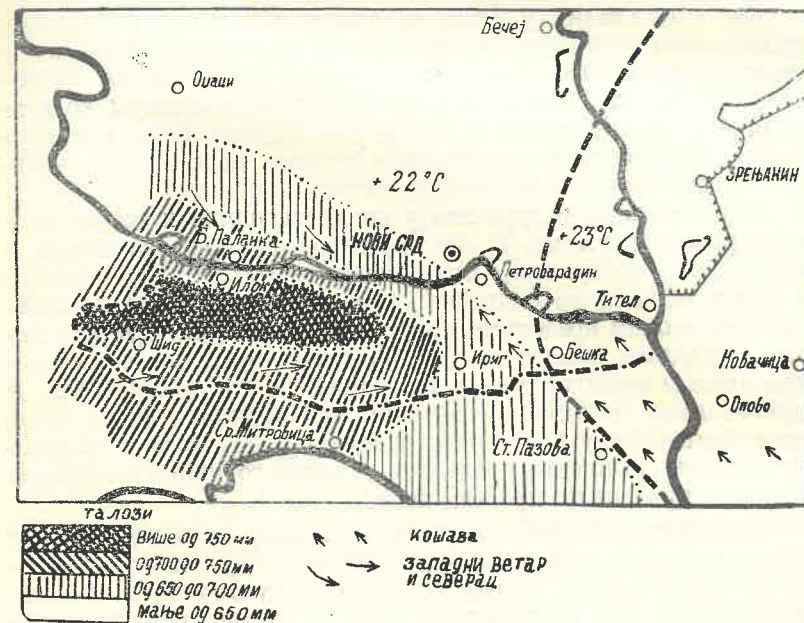 Бечеј
Оџаци
+ 22°C
ЗРЕЊАНИН
НОВИ СРД
+23°C
Б. Паланка
Петроварадин
Илок
Тител
Шид
Ириг
Бешка
Ковачица
Опово
Ср. Митровица
Ст. Пазова
талози
Више од 750 мм
Од 700 до 750 мм
Од 650 до 700 ми
мање од 650 мм
кошава
западни ветар
и северац